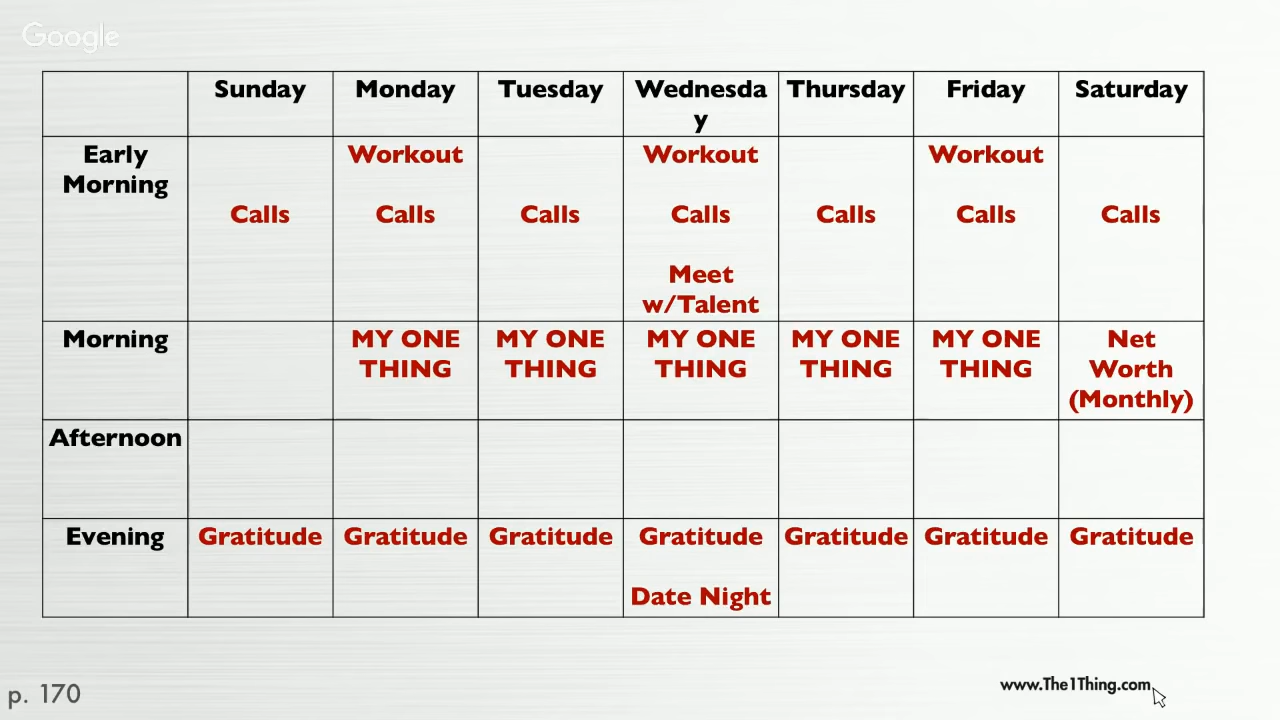 Google
Sunday Monday Tuesday Wednesda Thursday Friday Saturday
y
Early Workout Workout Workout
Morning
Calls Calls Calls Calls Calls Calls Calls
Meet
w/Talent
Morning MY ONE MY ONE MY ONE MY ONE MY ONE Net
THING THING THING THING THING Worth
(Monthly)
Afternoon
Evening Gratitude Gratitude Gratitude Gratitude Gratitude Gratitude Gratitude
Date Night
p. 170
www.The1Thing.com